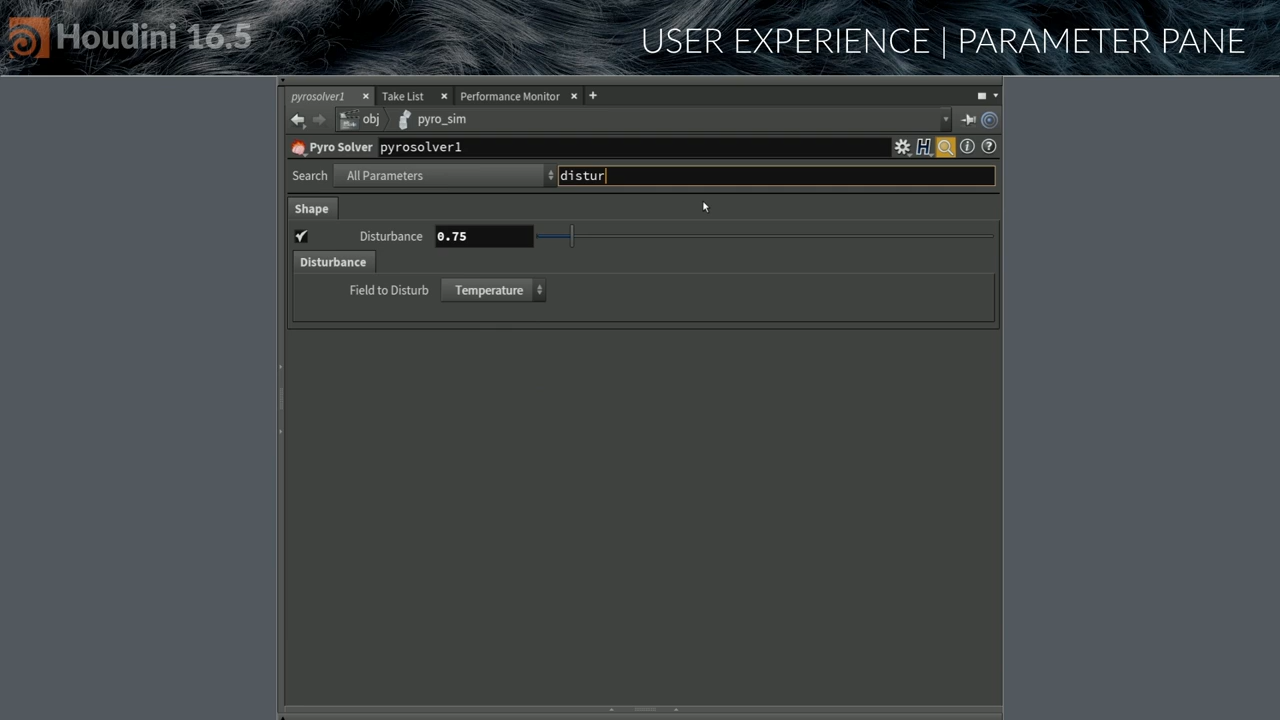 Houdini 16.5
USER EXPERIENCE | PARAMETER PANE
pyrosolver1
Take List
Performance Monitor
obj
pyro_sim
Pyro Solver
pyrosolver1
Search
All Parameters
distur
Shape
Disturbance
0.75
Disturbance
Field to Disturb
Temperature